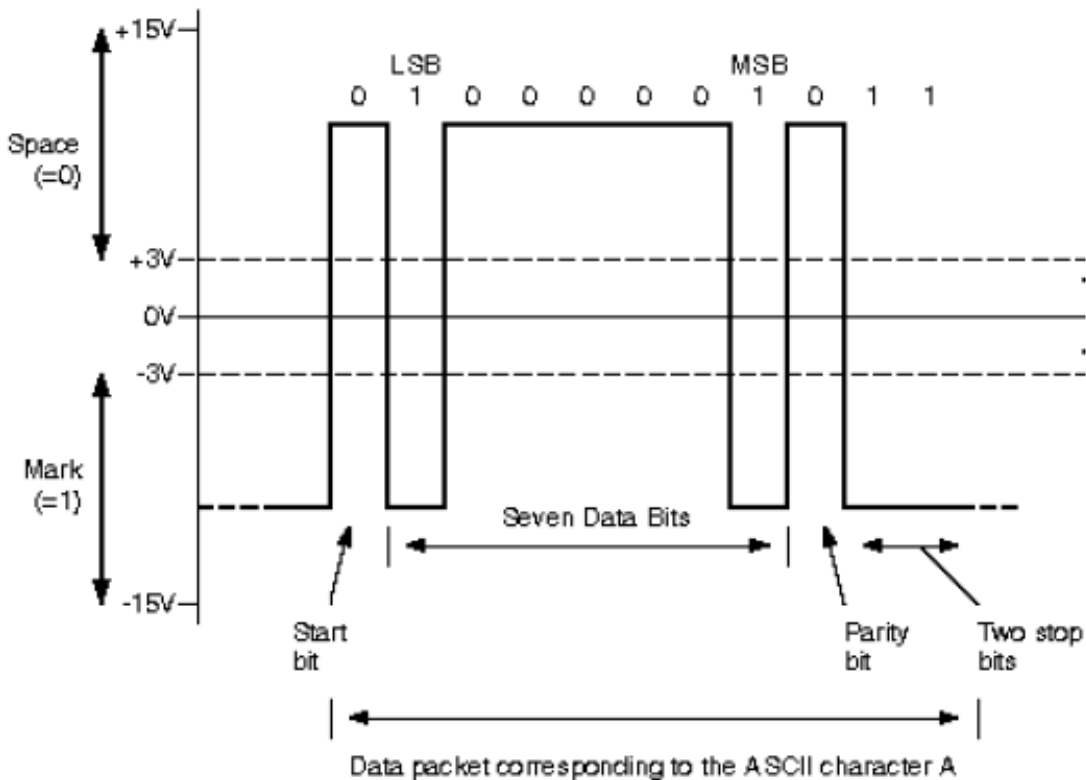 +15V
LSB MSB
0 1 0 0 0 0 0 1 0 1 1
Space
(=0)
+3V
0V
-3V
Mark
(=1)
Seven Data Bits
-15V
Start
bit
Parity
bit
Two stop
bits
Data packet corresponding to the ASCII character A